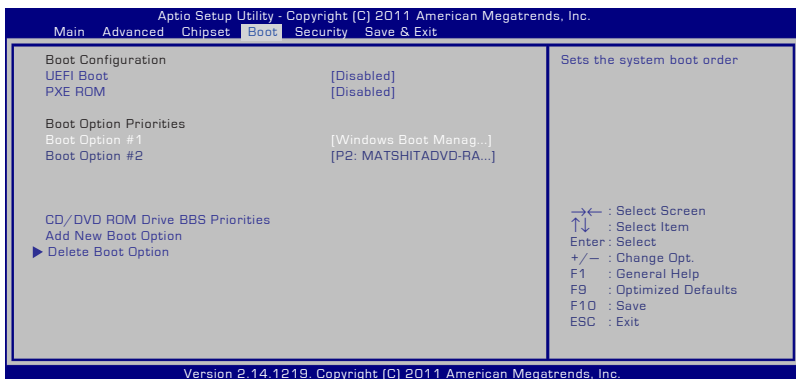 Aptio Setup Utility - Copyright (C) 2011 American Megatrends, Inc.
Main Advanced Chipset Boot Security Save & Exit
Boot Configuration
UEFI Boot [Disabled]
PXE ROM [Disabled]
Boot Option Priorities
Boot Option #1 [Windows Boot Manag...]
Boot Option #2 [P2: MATSHITADVD-RA...]
CD/DVD ROM Drive BBS Priorities
Add New Boot Option
▶ Delete Boot Option
Sets the system boot order
→← : Select Screen
↑↓ : Select Item
Enter : Select
+/− : Change Opt.
F1 : General Help
F9 : Optimized Defaults
F10 : Save
ESC : Exit
Version 2.14.1219. Copyright (C) 2011 American Megatrends, Inc.